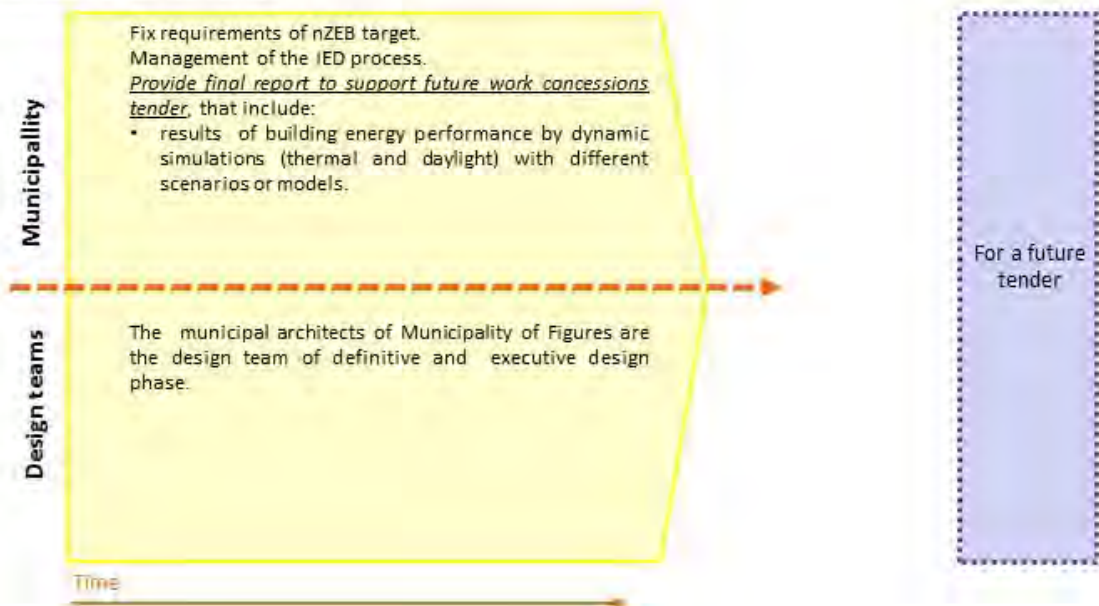 Municipallity
Fix requirements of nZEB target.
Management of the IED process.
Provide final report to support future work concessions
tender, that include:
• results of building energy performance by dynamic
simulations (thermal and daylight) with different
scenarios or models.
Design teams
The municipal architects of Municipality of Figures are
the design team of definitive and executive design
phase.
Time
For a future
tender